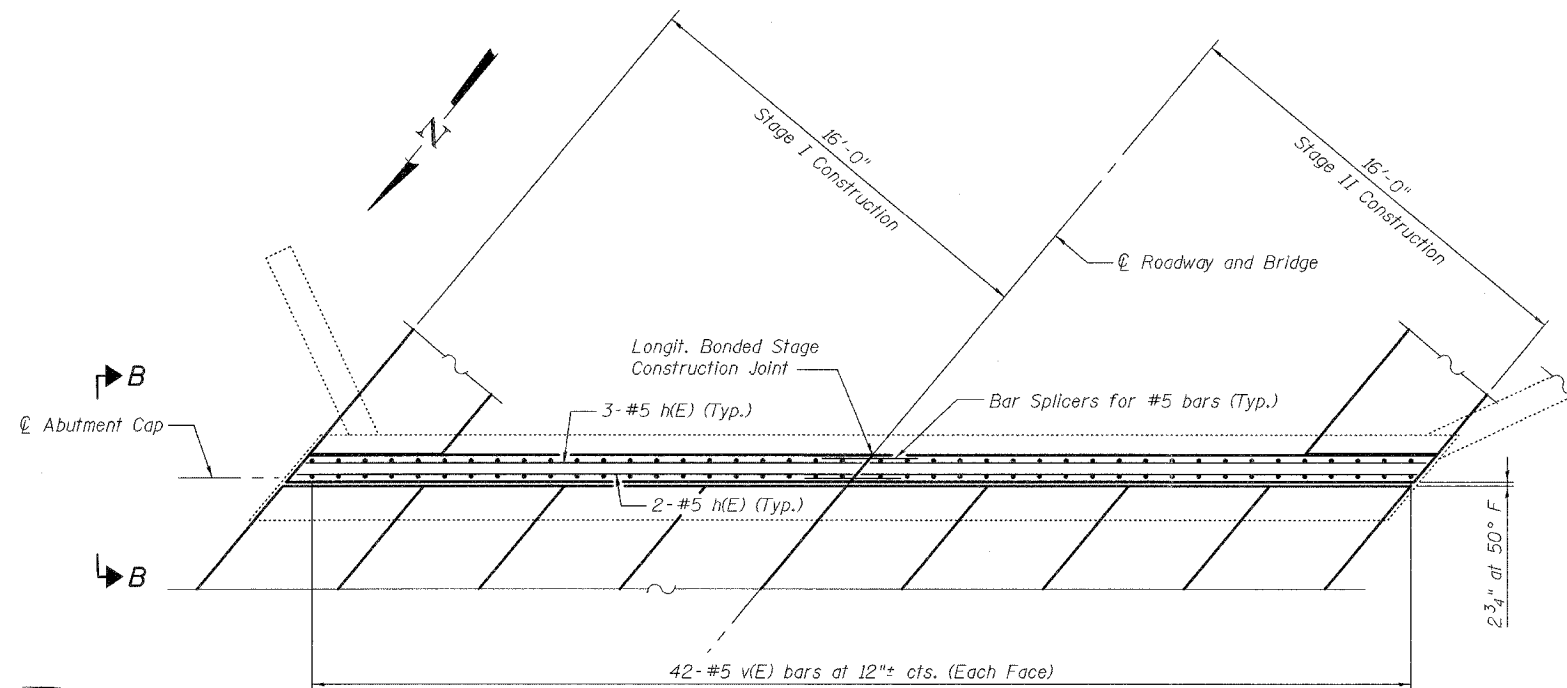 N
16'-0"
Stage I Construction
16'-0"
Stage II Construction
℄ Roadway and Bridge
Longit. Bonded Stage
Construction Joint
B
3-#5 h(E) (Typ.)
Bar Splicers for #5 bars (Typ.)
℄ Abutment Cap
2-#5 h(E) (Typ.)
B
2 3/4" at 50° F
42-#5 v(E) bars at 12"± cts. (Each Face)